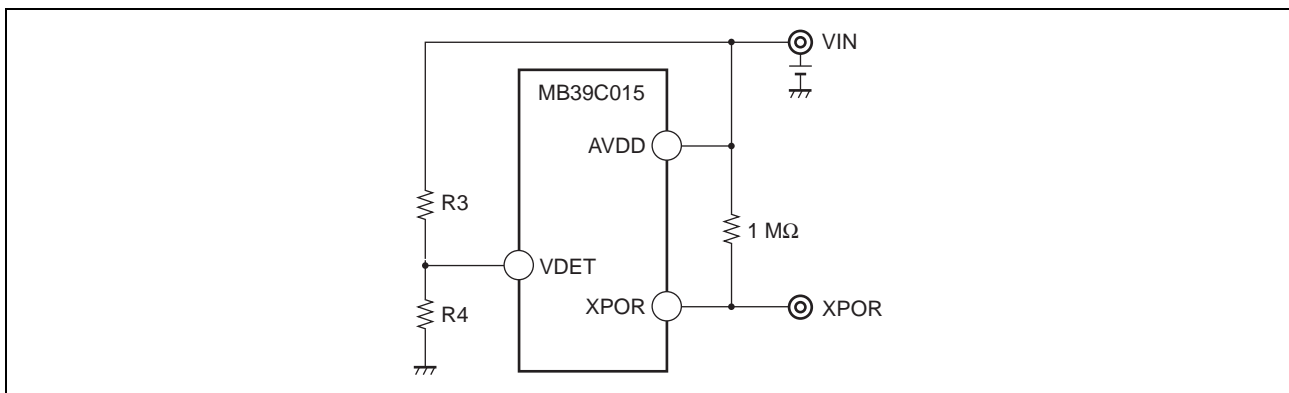 VIN
MB39C015
AVDD
R3
1 MΩ
VDET
XPOR
XPOR
R4